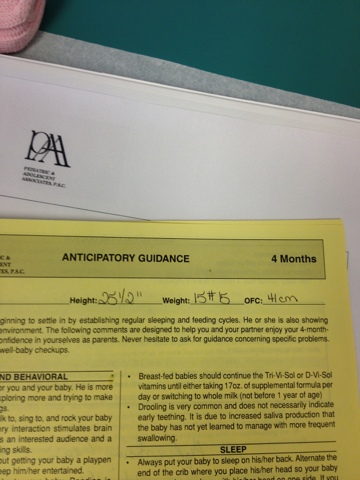 PAA
PEDIATRIC &
ADOLESCENT
ASSOCIATES, P.S.C.
IC &
ENT
ES, P.S.C.
ANTICIPATORY GUIDANCE
4 Months
Height: 25 1/2" Weight: 15#15 OFC: 41cm
ginning to settle in by establishing regular sleeping and feeding cycles. He or she is also showing
environment. The following comments are designed to help you and your partner enjoy your 4-month-
onfidence in yourselves as parents. Never hesitate to ask for guidance concerning specific problems.
well-baby checkups.
ND BEHAVIORAL
or you and your baby. He is more
xploring more and trying to make
gs.
lk to, sing to, and rock your baby
ry interaction stimulates brain
s an interested audience and a
ing skills.
out getting your baby a playpen
eep him/her entertained.
• Breast-fed babies should continue the Tri-Vi-Sol or D-Vi-Sol
vitamins until either taking 17oz. of supplemental formula per
day or switching to whole milk (not before 1 year of age)
• Drooling is very common and does not necessarily indicate
early teething. It is due to increased saliva production that
the baby has not yet learned to manage with more frequent
swallowing.
SLEEP
• Always put your baby to sleep on his/her back. Alternate the
end of the crib where you place his/her head so your baby